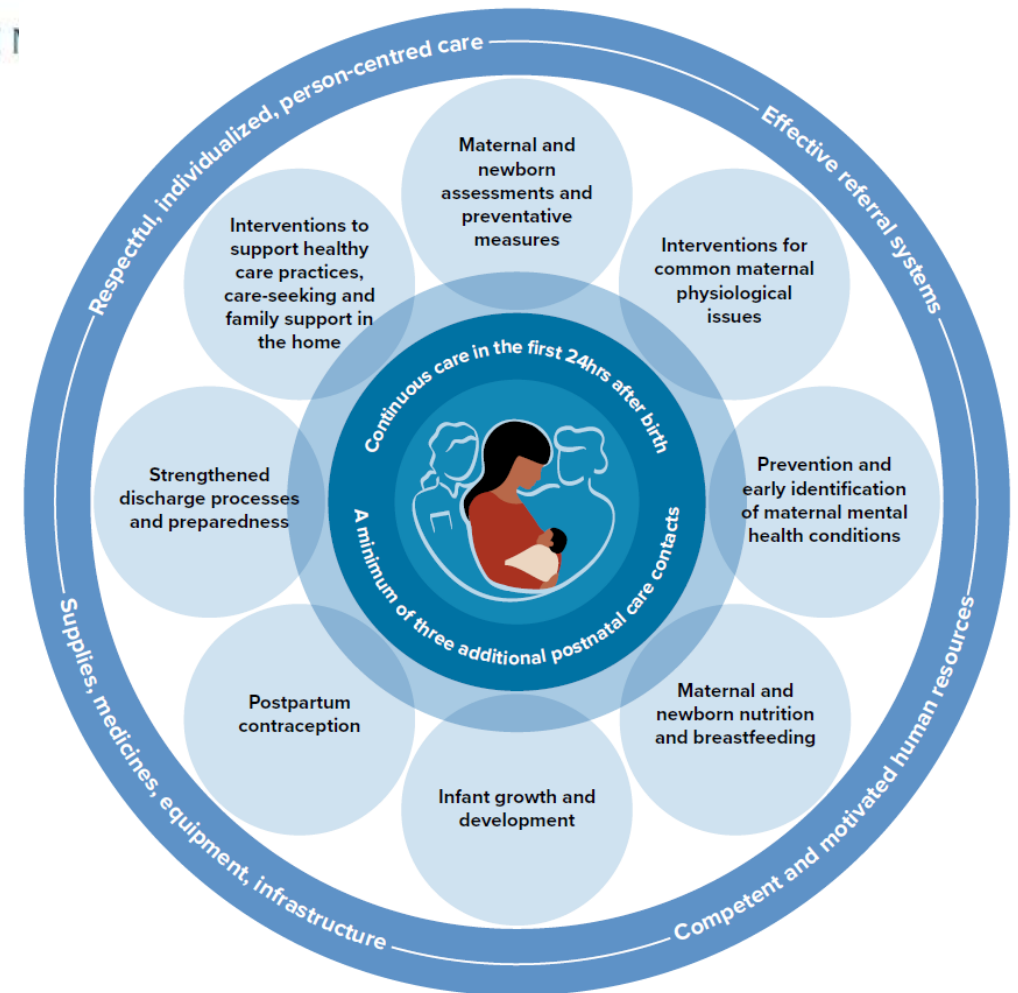 Respectful, individualized, person-centred care
Effective referral systems
Maternal and
newborn
assessments and
preventative
measures
Interventions to
support healthy
care practices,
care-seeking and
family support in
the home
Interventions for
common maternal
physiological
issues
Continuous care in the first 24hrs after birth
Strengthened
discharge processes
and preparedness
Prevention and
early identification
of maternal mental
health conditions
A minimum of three additional postnatal care contacts
Postpartum
contraception
Maternal and
newborn nutrition
and breastfeeding
Infant growth and
development
Supplies, medicines, equipment, infrastructure
Competent and motivated human resources